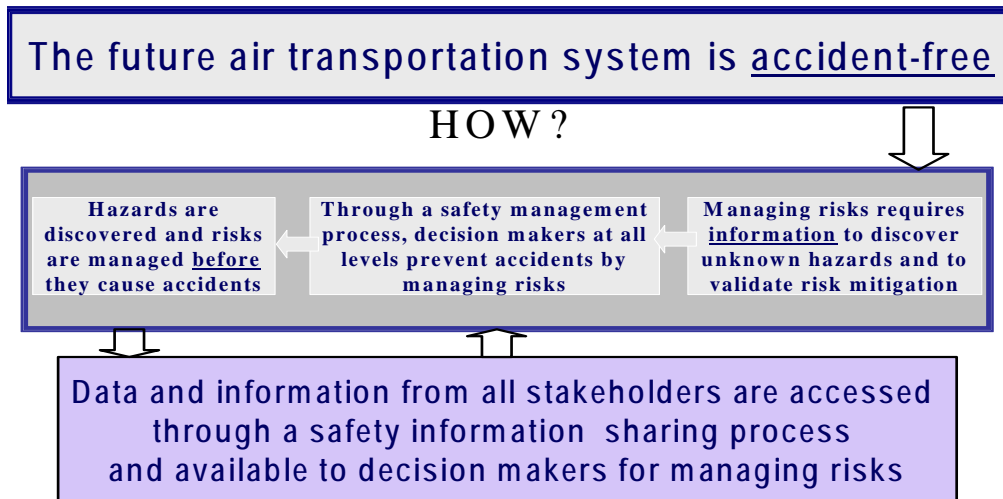 The future air transportation system is accident-free
HOW?
Hazards are
discovered and risks
are managed before
they cause accidents
Through a safety management
process, decision makers at all
levels prevent accidents by
managing risks
Managing risks requires
information to discover
unknown hazards and to
validate risk mitigation
Data and information from all stakeholders are accessed
through a safety information sharing process
and available to decision makers for managing risks